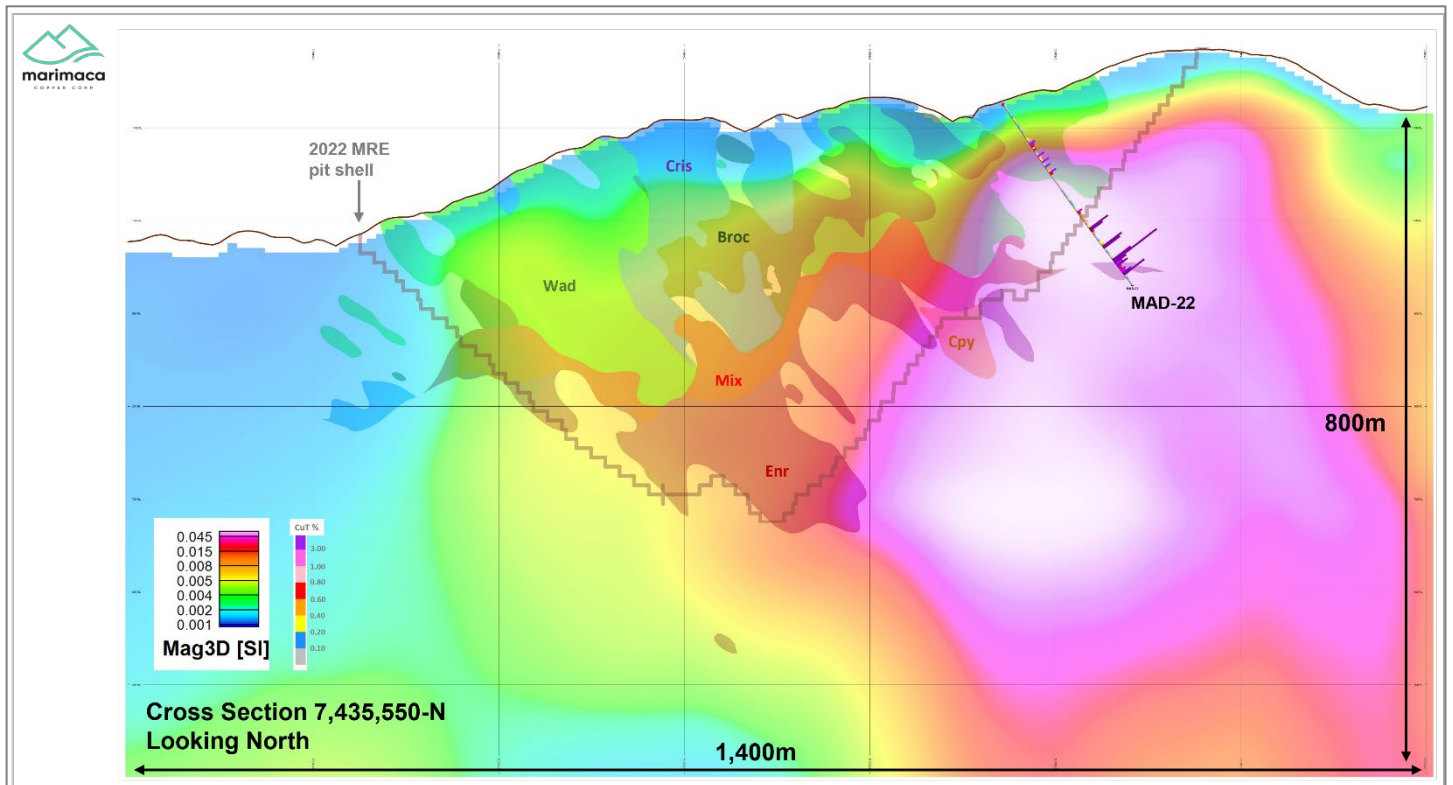 marimaca
COPPER CORP
2022 MRE
pit shell
Cris
Broc
Wad
Mix
Cpy
Enr
MAD-22
800m
0.045
0.015
0.008
0.005
0.004
0.002
0.001
Mag3D [SI]
CuT %
3.00
1.00
0.80
0.60
0.40
0.20
0.10
Cross Section 7,435,550-N
Looking North
1,400m